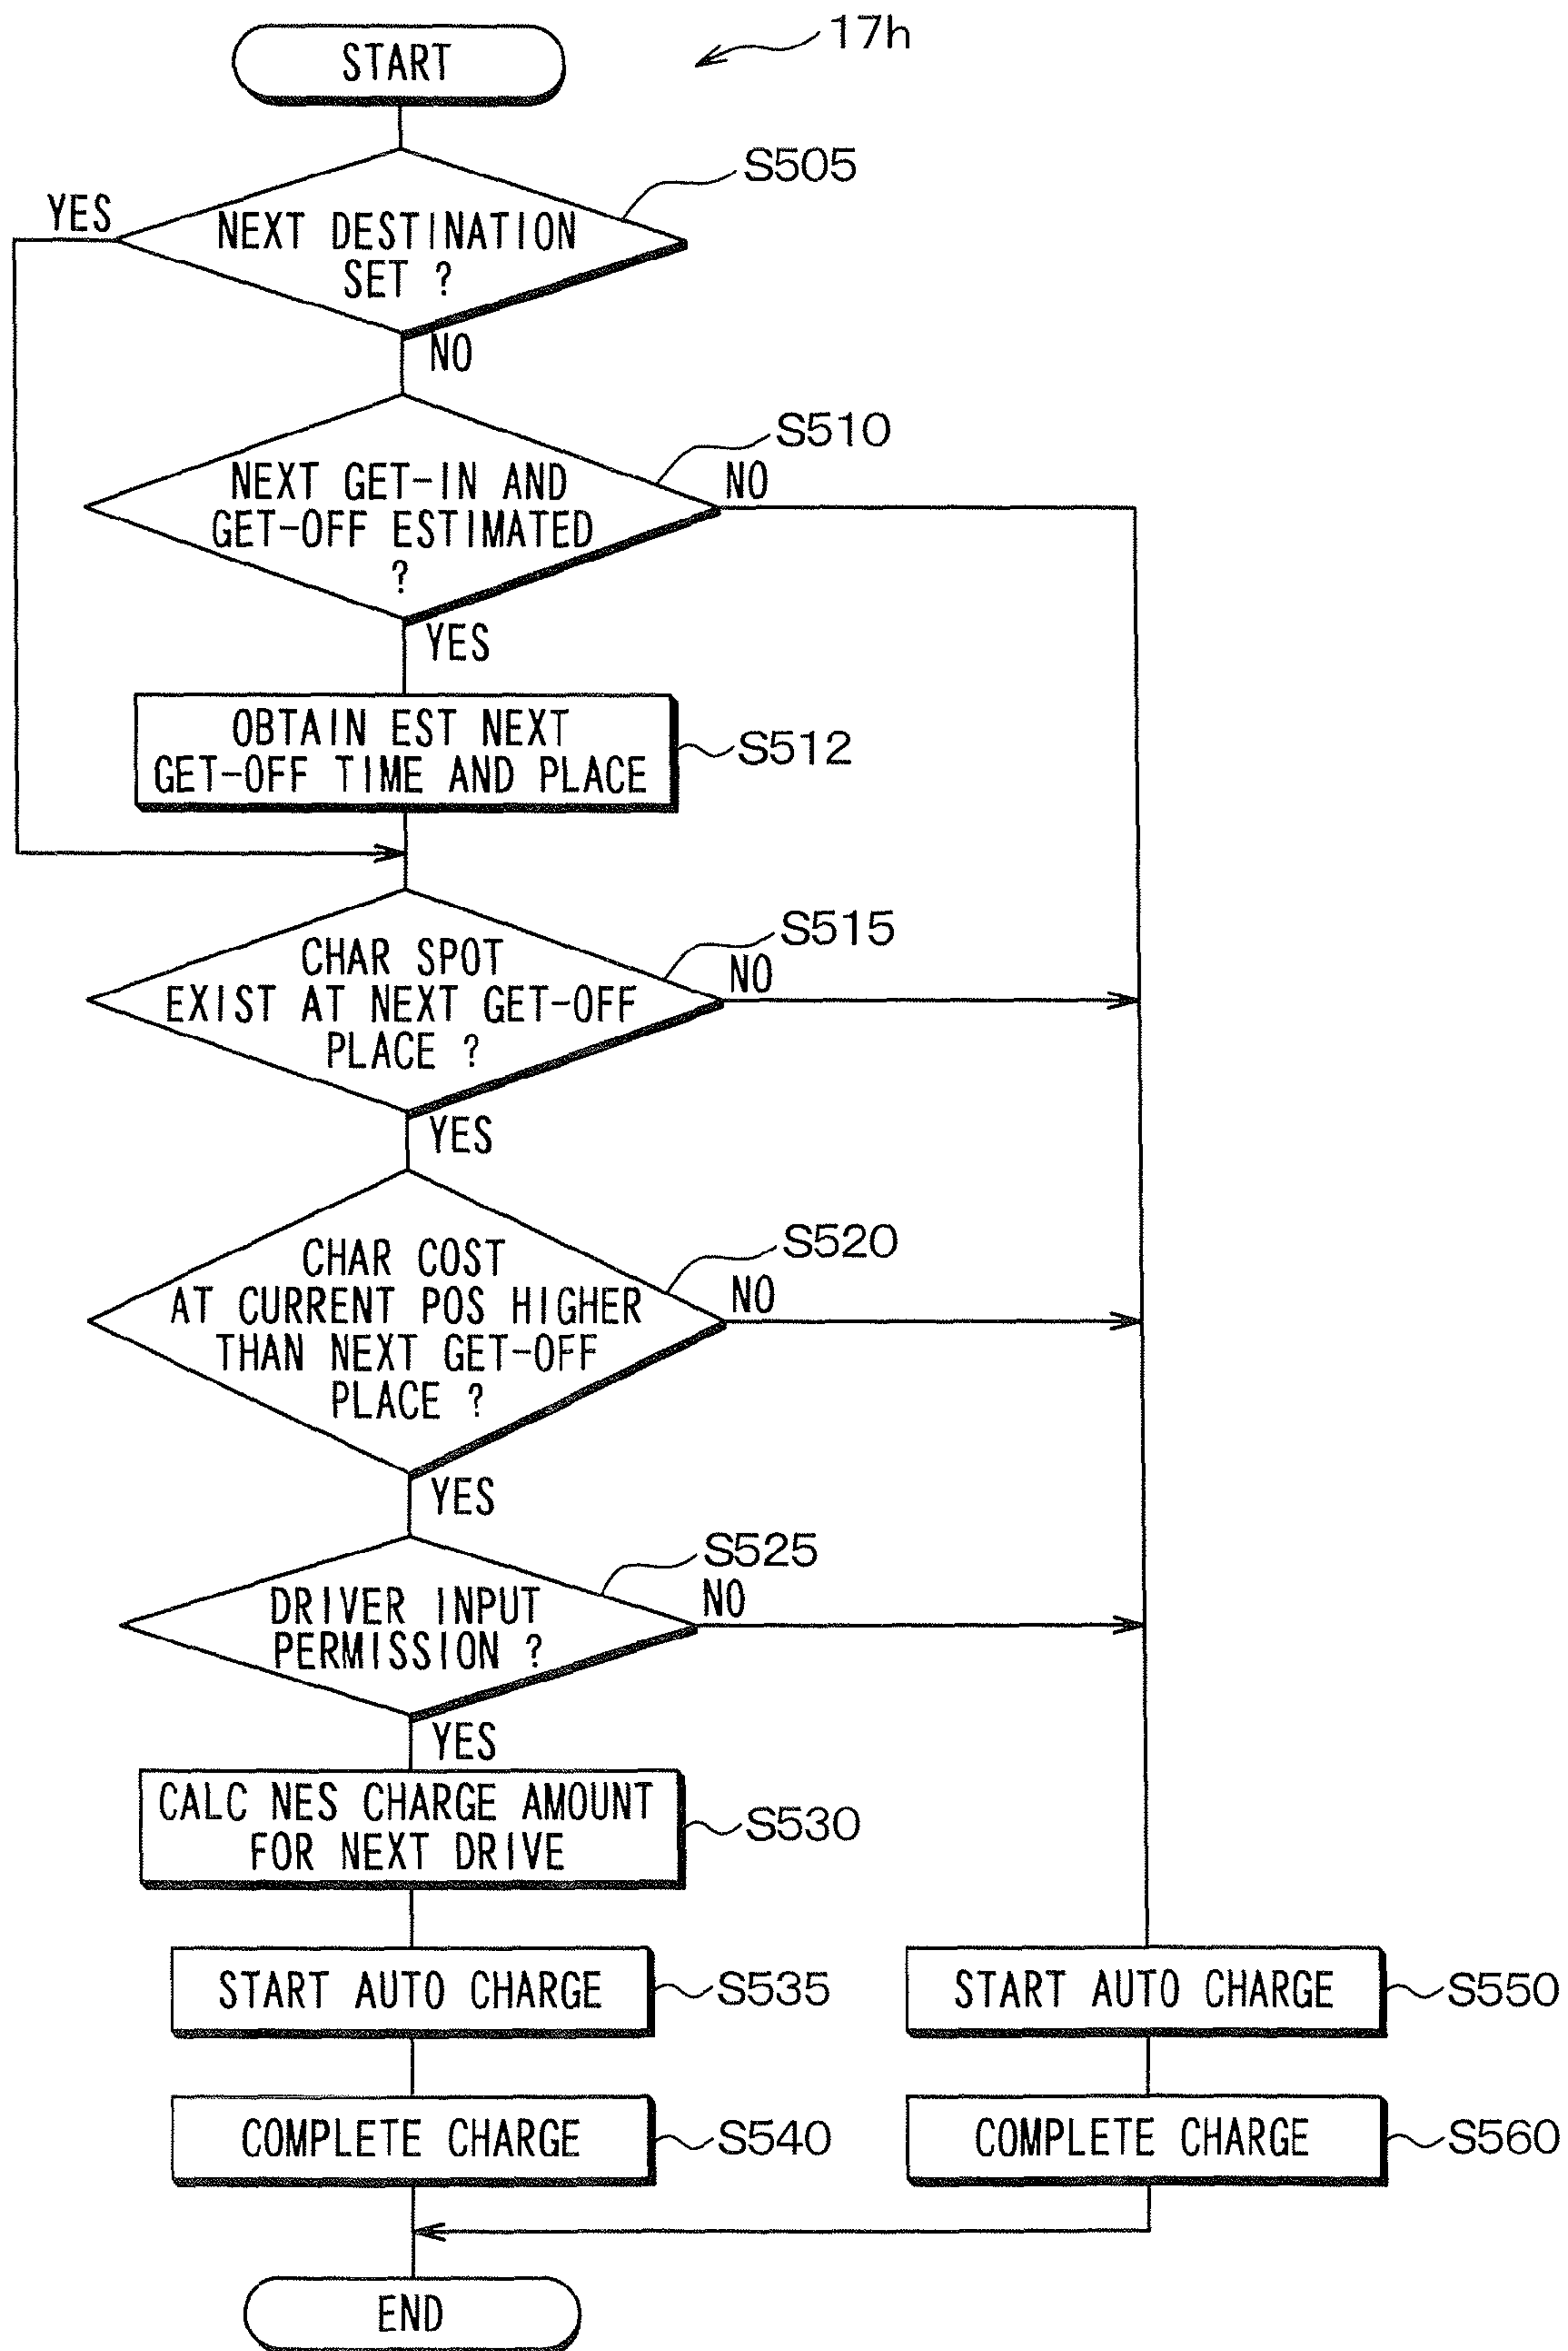 START
17h
S505
YES
NEXT DESTINATION
SET ?
NO
S510
NEXT GET-IN AND
GET-OFF ESTIMATED
?
NO
YES
OBTAIN EST NEXT
GET-OFF TIME AND PLACE
S512
S515
CHAR SPOT
EXIST AT NEXT GET-OFF
PLACE ?
NO
YES
S520
CHAR COST
AT CURRENT POS HIGHER
THAN NEXT GET-OFF
PLACE ?
NO
YES
S525
DRIVER INPUT
PERMISSION ?
NO
YES
CALC NES CHARGE AMOUNT
FOR NEXT DRIVE
S530
START AUTO CHARGE
S535
START AUTO CHARGE
S550
COMPLETE CHARGE
S540
COMPLETE CHARGE
S560
END